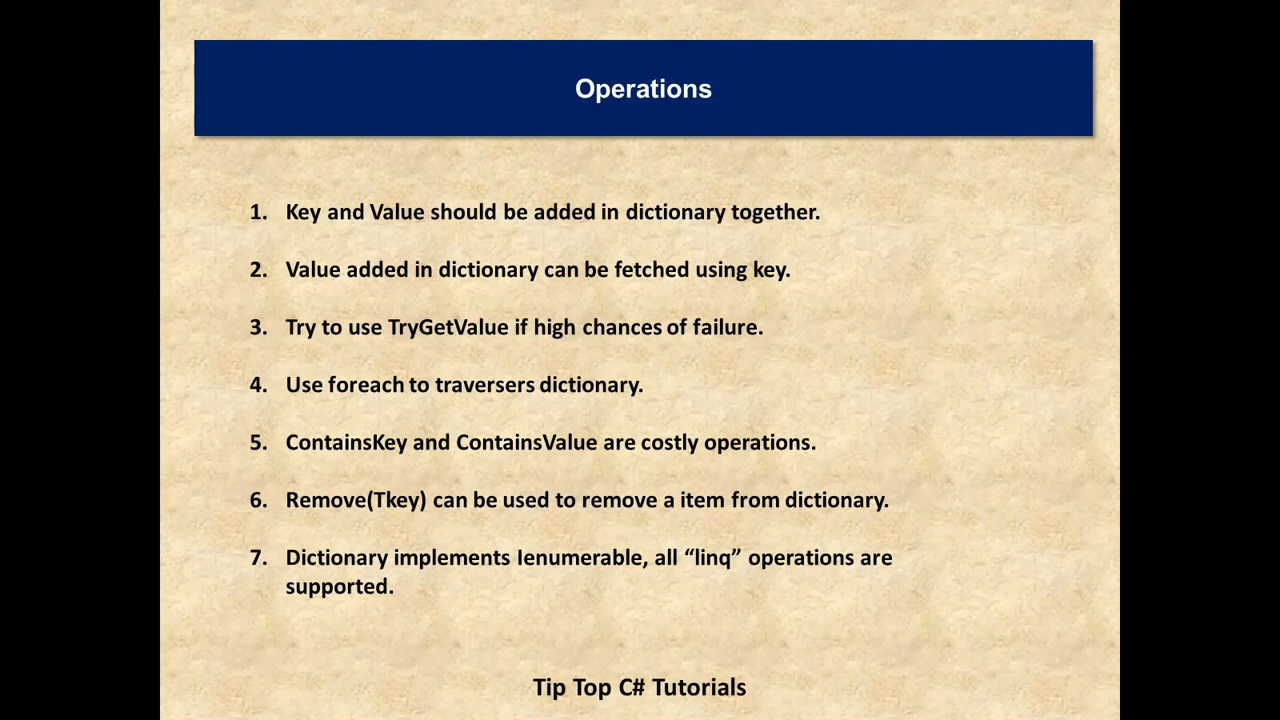 Operations
1. Key and Value should be added in dictionary together.
2. Value added in dictionary can be fetched using key.
3. Try to use TryGetValue if high chances of failure.
4. Use foreach to traversers dictionary.
5. ContainsKey and ContainsValue are costly operations.
6. Remove(Tkey) can be used to remove a item from dictionary.
7. Dictionary implements Ienumerable, all “linq” operations are
supported.
Tip Top C# Tutorials